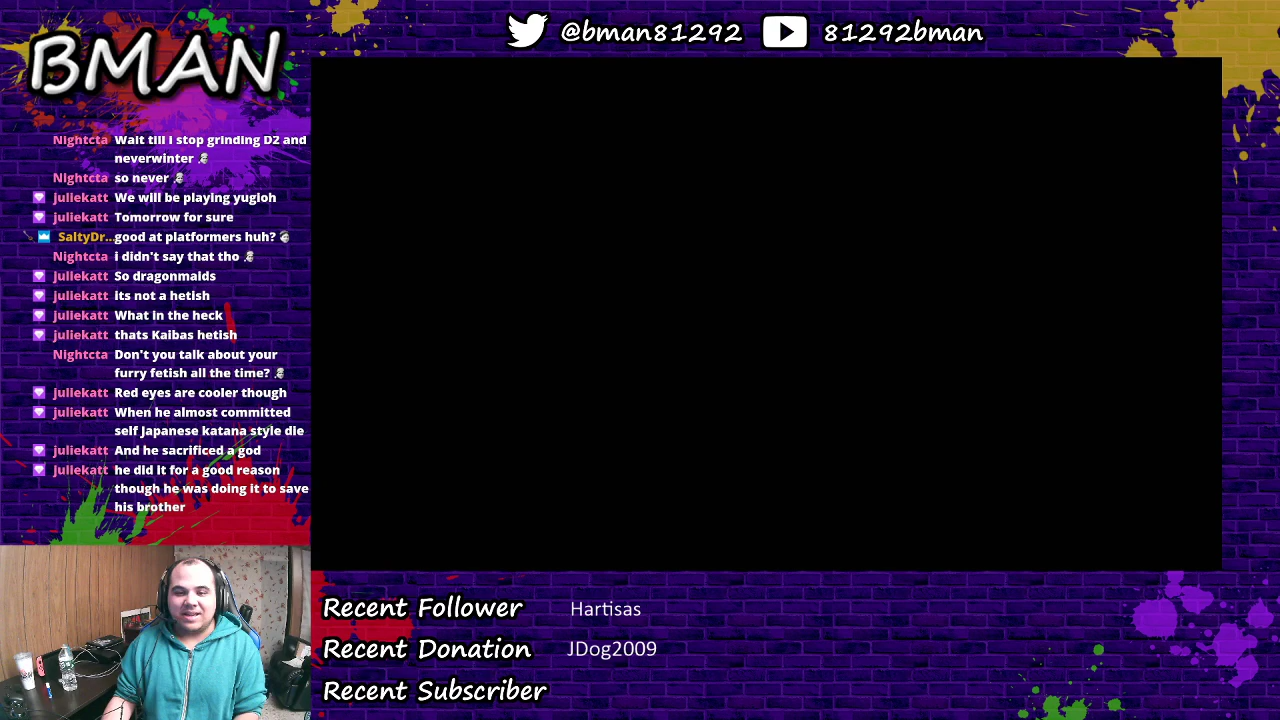 BMAN
@bman81292 81292bman
Nightcta Wait till I stop grinding D2 and
neverwinter
Nightcta so never
juliekatt We will be playing yugioh
juliekatt Tomorrow for sure
SaltyDr... good at platformers huh?
Nightcta i didn't say that tho
juliekatt So dragonmaids
juliekatt Its not a hetish
juliekatt What in the heck
juliekatt thats Kaibas hetish
Nightcta Don't you talk about your
furry fetish all the time?
juliekatt Red eyes are cooler though
juliekatt When he almost committed
self Japanese katana style die
juliekatt And he sacrificed a god
juliekatt he did it for a good reason
though he was doing it to save
his brother
Recent Follower Hartisas
Recent Donation JDog2009
Recent Subscriber